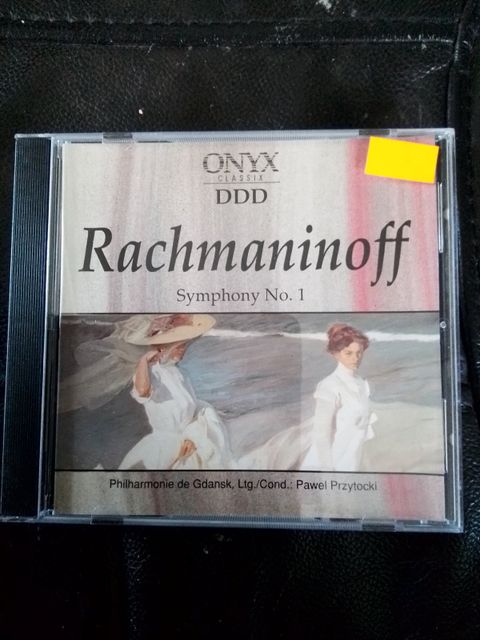 ONYX
CLASSIX
DDD
Rachmaninoff
Symphony No. 1
Philharmonie de Gdansk, Ltg./Cond.: Pawel Przytocki